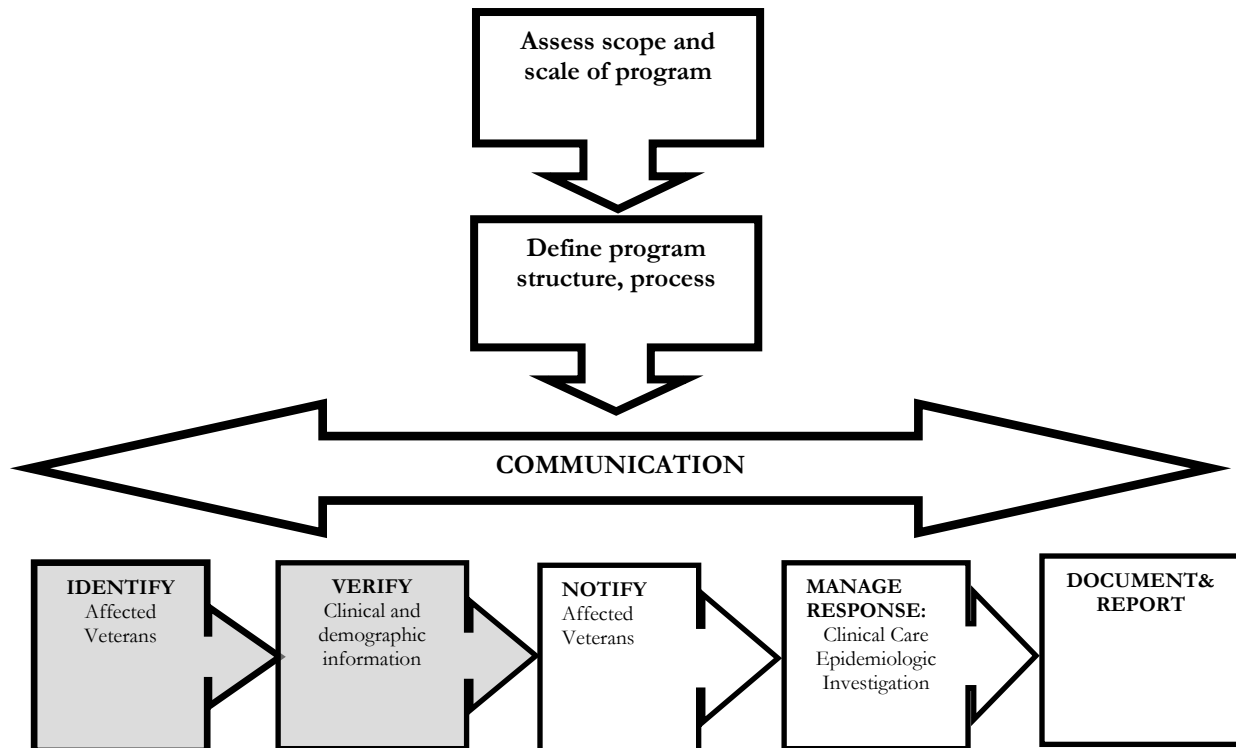 Assess scope and
scale of program
Define program
structure, process
COMMUNICATION
IDENTIFY
Affected
Veterans
VERIFY
Clinical and
demographic
information
NOTIFY
Affected
Veterans
MANAGE
RESPONSE:
Clinical Care
Epidemiologic
Investigation
DOCUMENT&
REPORT